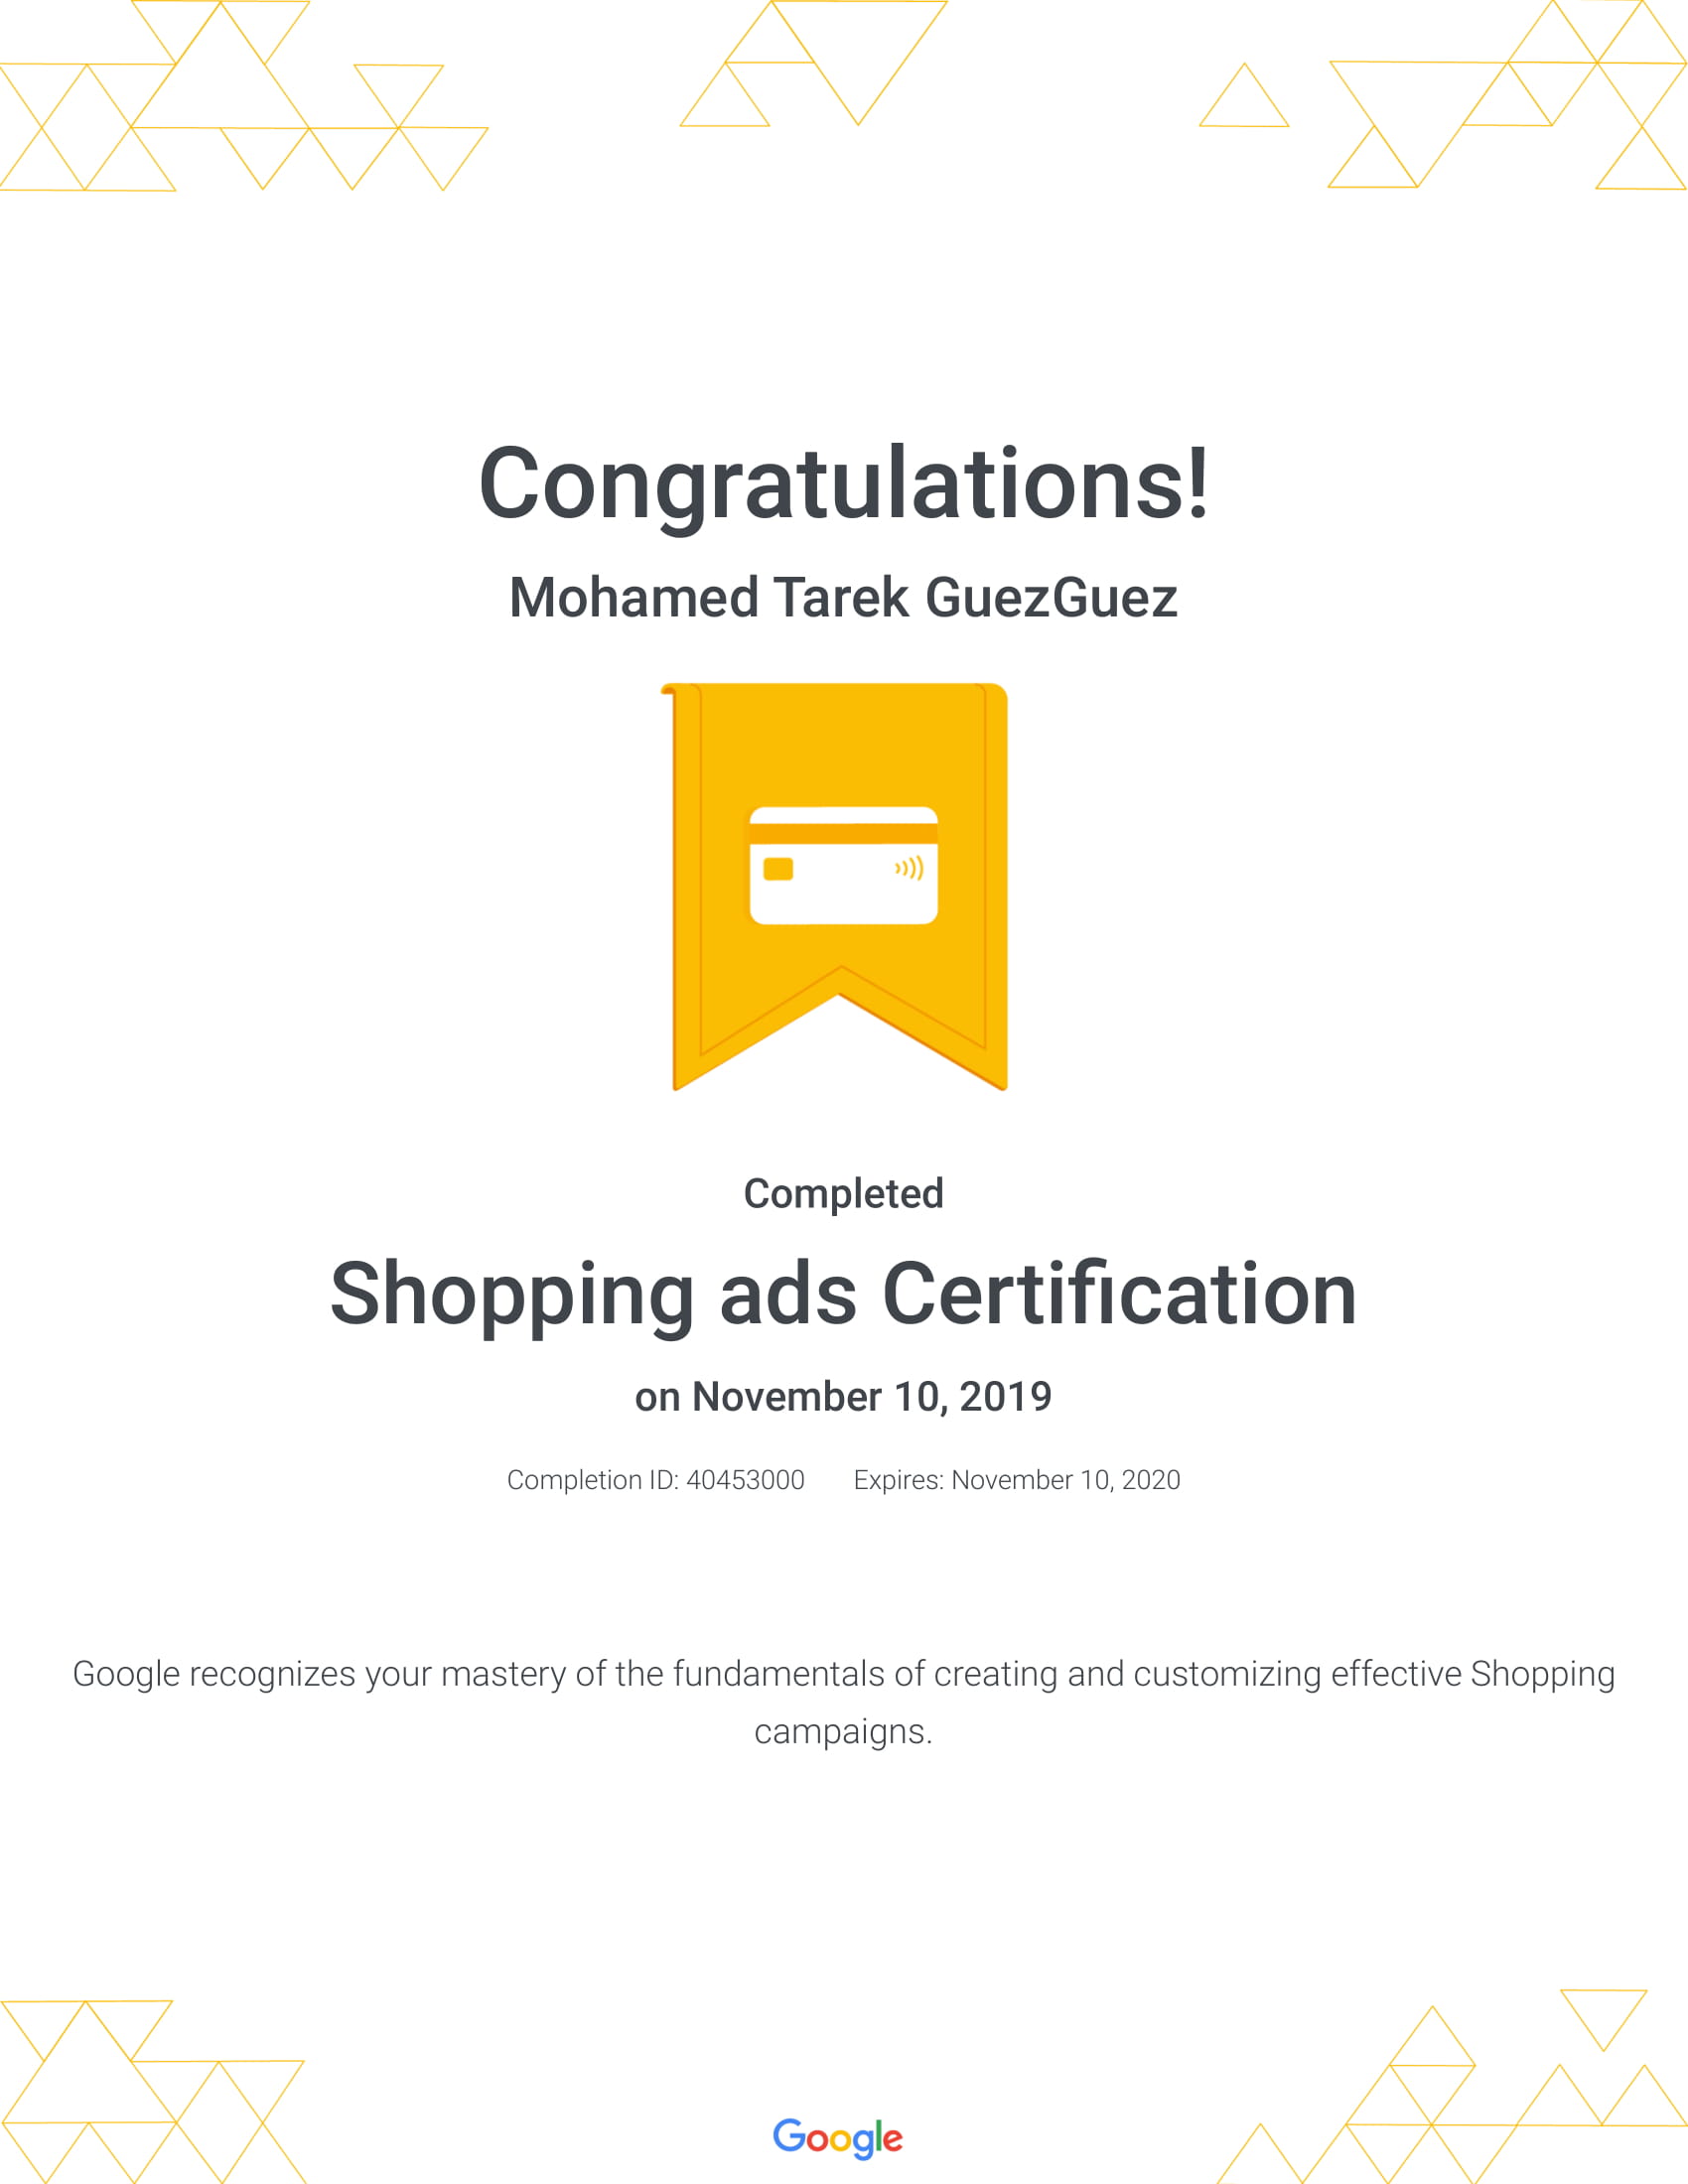 Congratulations!
Mohamed Tarek GuezGuez
Completed
Shopping ads Certification
on November 10, 2019
Completion ID: 40453000 Expires: November 10, 2020
Google recognizes your mastery of the fundamentals of creating and customizing effective Shopping
campaigns.
Google